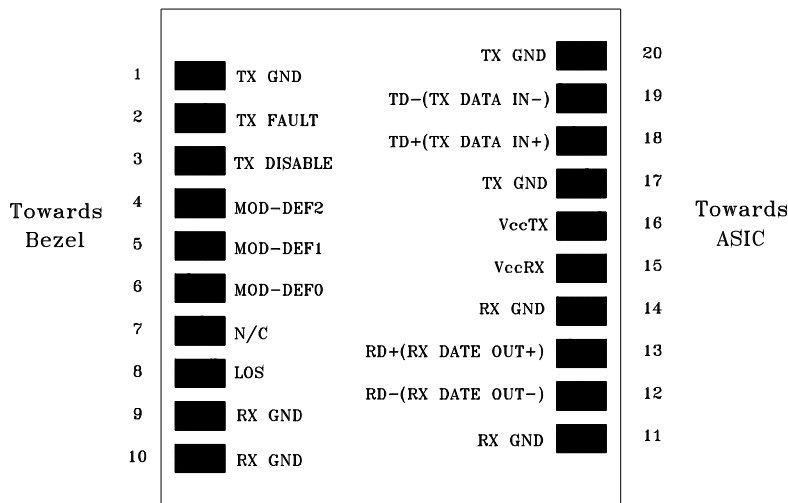 Towards
Bezel
1 TX GND
2 TX FAULT
3 TX DISABLE
4 MOD-DEF2
5 MOD-DEF1
6 MOD-DEF0
7 N/C
8 LOS
9 RX GND
10 RX GND
TX GND 20
TD-(TX DATA IN-) 19
TD+(TX DATA IN+) 18
TX GND 17
VccTX 16
VccRX 15
RX GND 14
RD+(RX DATE OUT+) 13
RD-(RX DATE OUT-) 12
RX GND 11
Towards
ASIC